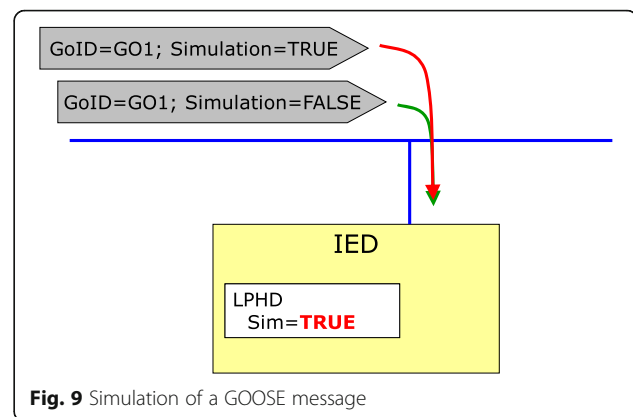 GoID=GO1; Simulation=TRUE
GoID=GO1; Simulation=FALSE
IED
LPHD
Sim=TRUE
Fig. 9 Simulation of a GOOSE message